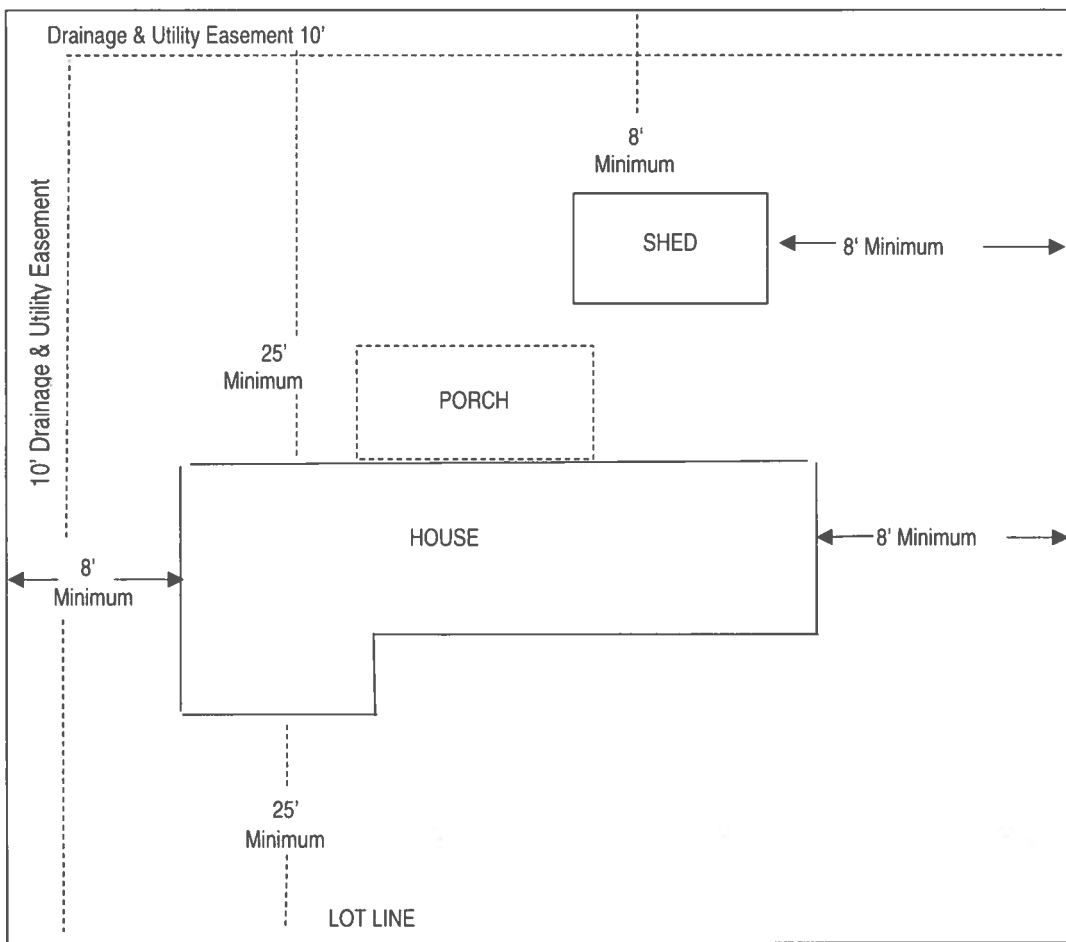 Drainage & Utility Easement 10'
8'
Minimum
10' Drainage & Utility Easement
SHED
8' Minimum
25'
Minimum
PORCH
HOUSE
8' Minimum
8'
Minimum
25'
Minimum
LOT LINE